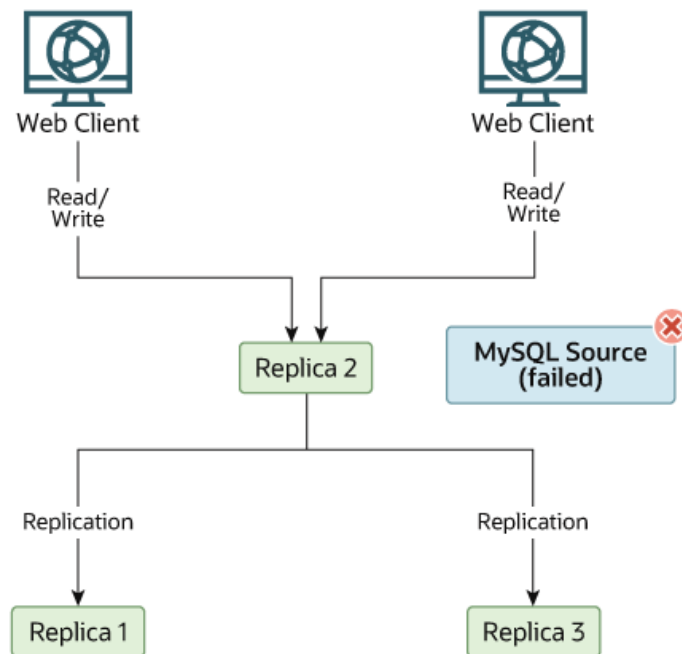 Web Client
Web Client
Read/
Write
Read/
Write
Replica 2
MySQL Source
(failed)
Replication
Replication
Replica 1
Replica 3